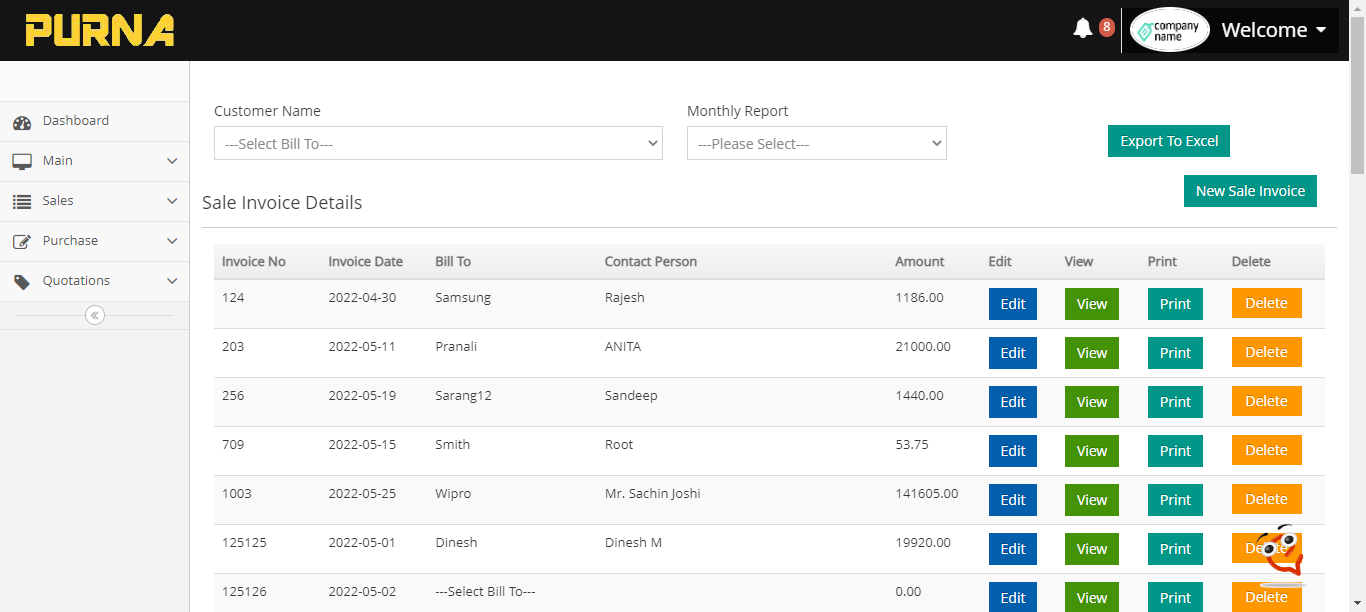 PURNA
8
company
name
Welcome
Dashboard
Main
Sales
Purchase
Quotations
Customer Name
Monthly Report
---Select Bill To---
---Please Select---
Export To Excel
New Sale Invoice
Sale Invoice Details
Invoice No Invoice Date Bill To Contact Person Amount Edit View Print Delete
124 2022-04-30 Samsung Rajesh 1186.00 Edit View Print Delete
203 2022-05-11 Pranali ANITA 21000.00 Edit View Print Delete
256 2022-05-19 Sarang12 Sandeep 1440.00 Edit View Print Delete
709 2022-05-15 Smith Root 53.75 Edit View Print Delete
1003 2022-05-25 Wipro Mr. Sachin Joshi 141605.00 Edit View Print Delete
125125 2022-05-01 Dinesh Dinesh M 19920.00 Edit View Print Delete
125126 2022-05-02 ---Select Bill To--- 0.00 Edit View Print Delete